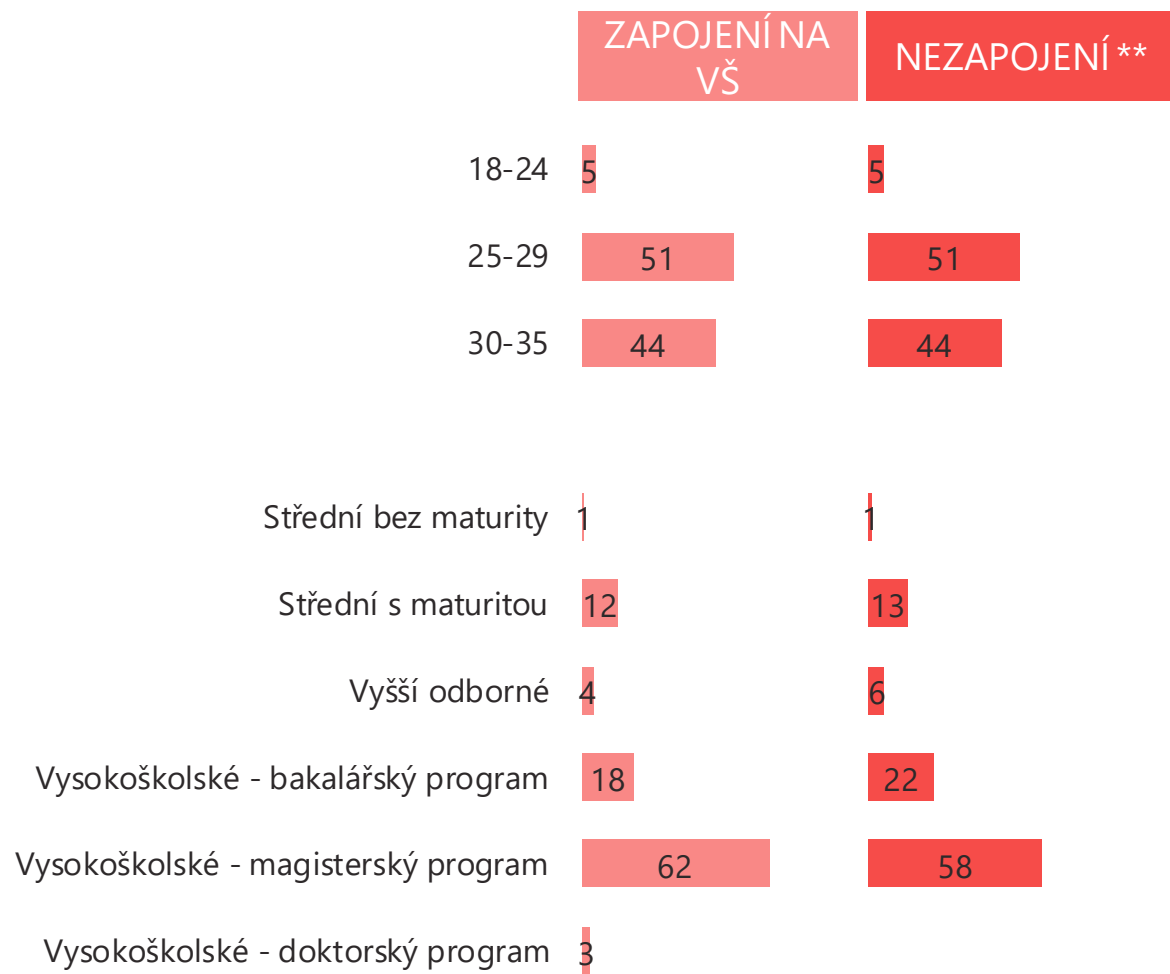 ZAPOJENÍ NA
VŠ
NEZAPOJENÍ **
18-24 5 5
25-29 51 51
30-35 44 44
Střední bez maturity 1 1
Střední s maturitou 12 13
Vyšší odborné 4 6
Vysokoškolské - bakalářský program 18 22
Vysokoškolské - magisterský program 62 58
Vysokoškolské - doktorský program 3